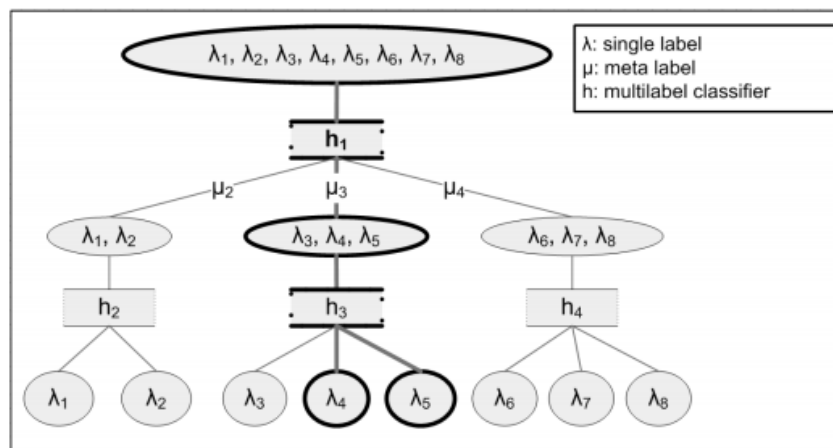 λ1, λ2, λ3, λ4, λ5, λ6, λ7, λ8
λ: single label
μ: meta label
h: multilabel classifier
h1
μ2
μ3
μ4
λ1, λ2
λ3, λ4, λ5
λ6, λ7, λ8
h2
h3
h4
λ1
λ2
λ3
λ4
λ5
λ6
λ7
λ8